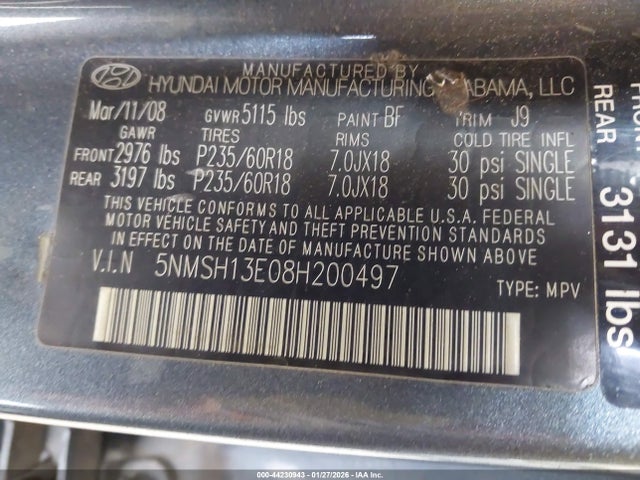 MANUFACTURED BY
HYUNDAI MOTOR MANUFACTURING ALABAMA, LLC
Mar/11/08 GVWR 5115 lbs PAINT BF TRIM J9
GAWR TIRES RIMS COLD TIRE INFL
FRONT 2976 lbs P235/60R18 7.0JX18 30 psi SINGLE
REAR 3197 lbs P235/60R18 7.0JX18 30 psi SINGLE
THIS VEHICLE CONFORMS TO ALL APPLICABLE U.S.A. FEDERAL
MOTOR VEHICLE SAFETY AND THEFT PREVENTION STANDARDS
IN EFFECT ON THE DATE OF MANUFACTURE SHOWN ABOVE.
V.I.N 5NMSH13E08H200497
TYPE: MPV
REAR 3131 lbs
000-44230943 - 01/27/2026 - IAA Inc.